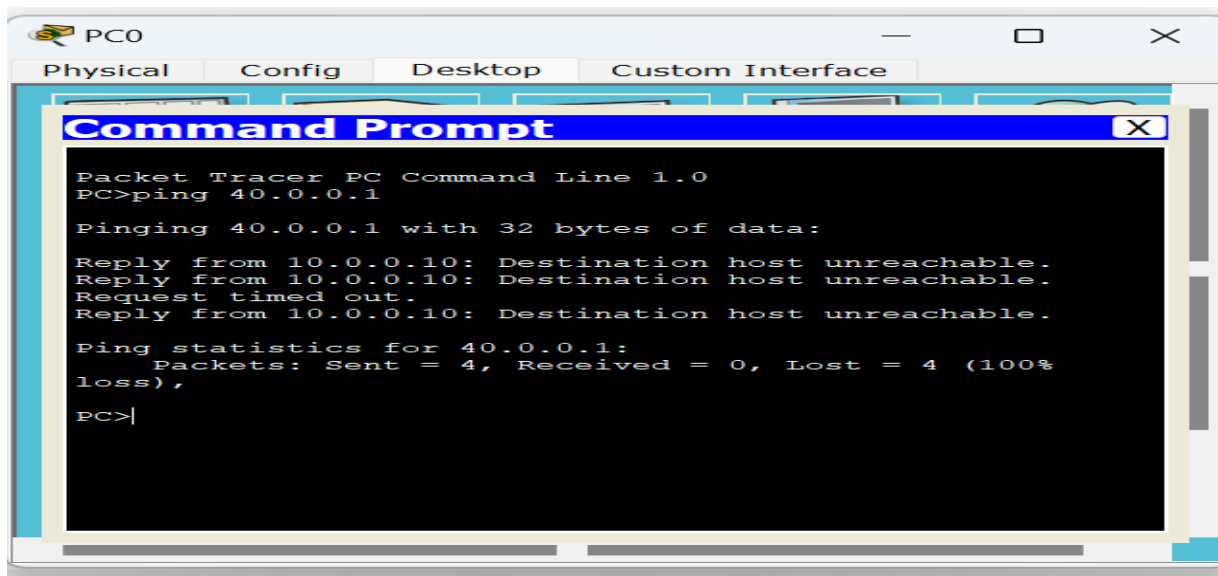 PC0
Physical Config Desktop Custom Interface
Command Prompt X
Packet Tracer PC Command Line 1.0
PC>ping 40.0.0.1
Pinging 40.0.0.1 with 32 bytes of data:
Reply from 10.0.0.10: Destination host unreachable.
Reply from 10.0.0.10: Destination host unreachable.
Request timed out.
Reply from 10.0.0.10: Destination host unreachable.
Ping statistics for 40.0.0.1:
Packets: Sent = 4, Received = 0, Lost = 4 (100%
loss),
PC>